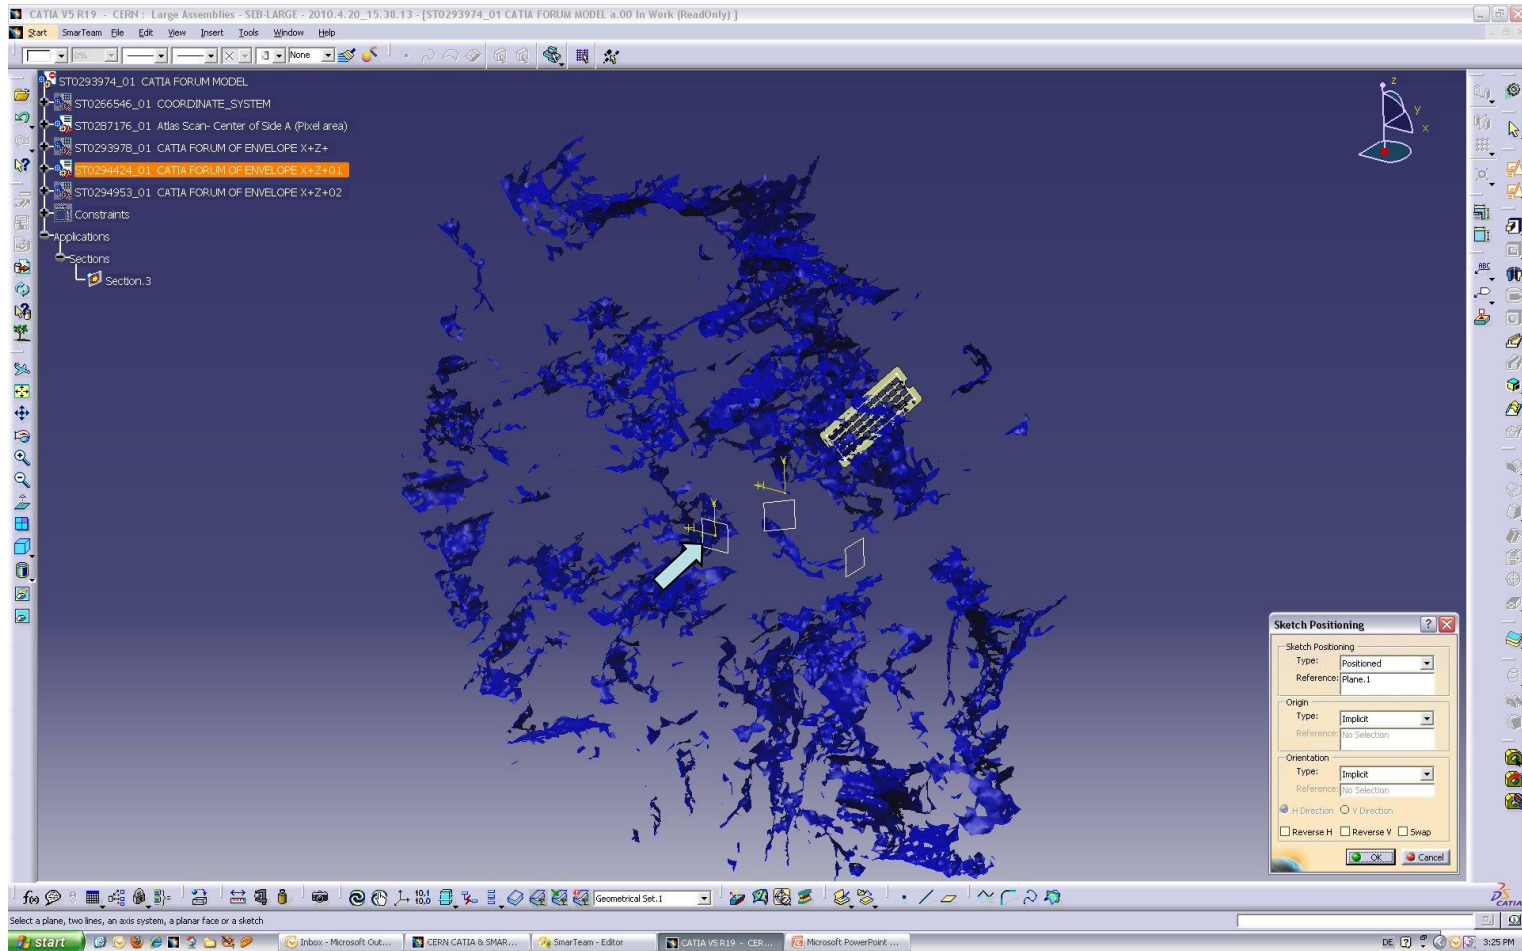 CATIA V5 R19 - CERN : Large Assemblies - SEB-LARGE - 2010.4.20_15.38.13 - [ST0293974_01 CATIA FORUM MODEL a.00 In Work (ReadOnly) ]
Start SmarTeam File Edit View Insert Tools Window Help
None
ST0293974_01 CATIA FORUM MODEL
ST0266546_01 COORDINATE_SYSTEM
ST0287176_01 Atlas Scan- Center of Side A (Pixel area)
ST0293978_01 CATIA FORUM OF ENVELOPE X+Z+
ST0294424_01 CATIA FORUM OF ENVELOPE X+Z+01
ST0294953_01 CATIA FORUM OF ENVELOPE X+Z+02
Constraints
Applications
Sections
Section.3
z
y
x
ABC
V
H
V
H
Sketch Positioning
Sketch Positioning
Type: Positioned
Reference: Plane.1
Origin
Type: Implicit
Reference: No Selection
Orientation
Type: Implicit
Reference: No Selection
H Direction V Direction
Reverse H Reverse V Swap
OK Cancel
Geometrical Set.1
CATIA
Select a plane, two lines, an axis system, a planar face or a sketch
start Inbox - Microsoft Out... CERN CATIA & SMAR... SmarTeam - Editor CATIA V5 R19 - CER... Microsoft PowerPoint ... DE 3:25 PM